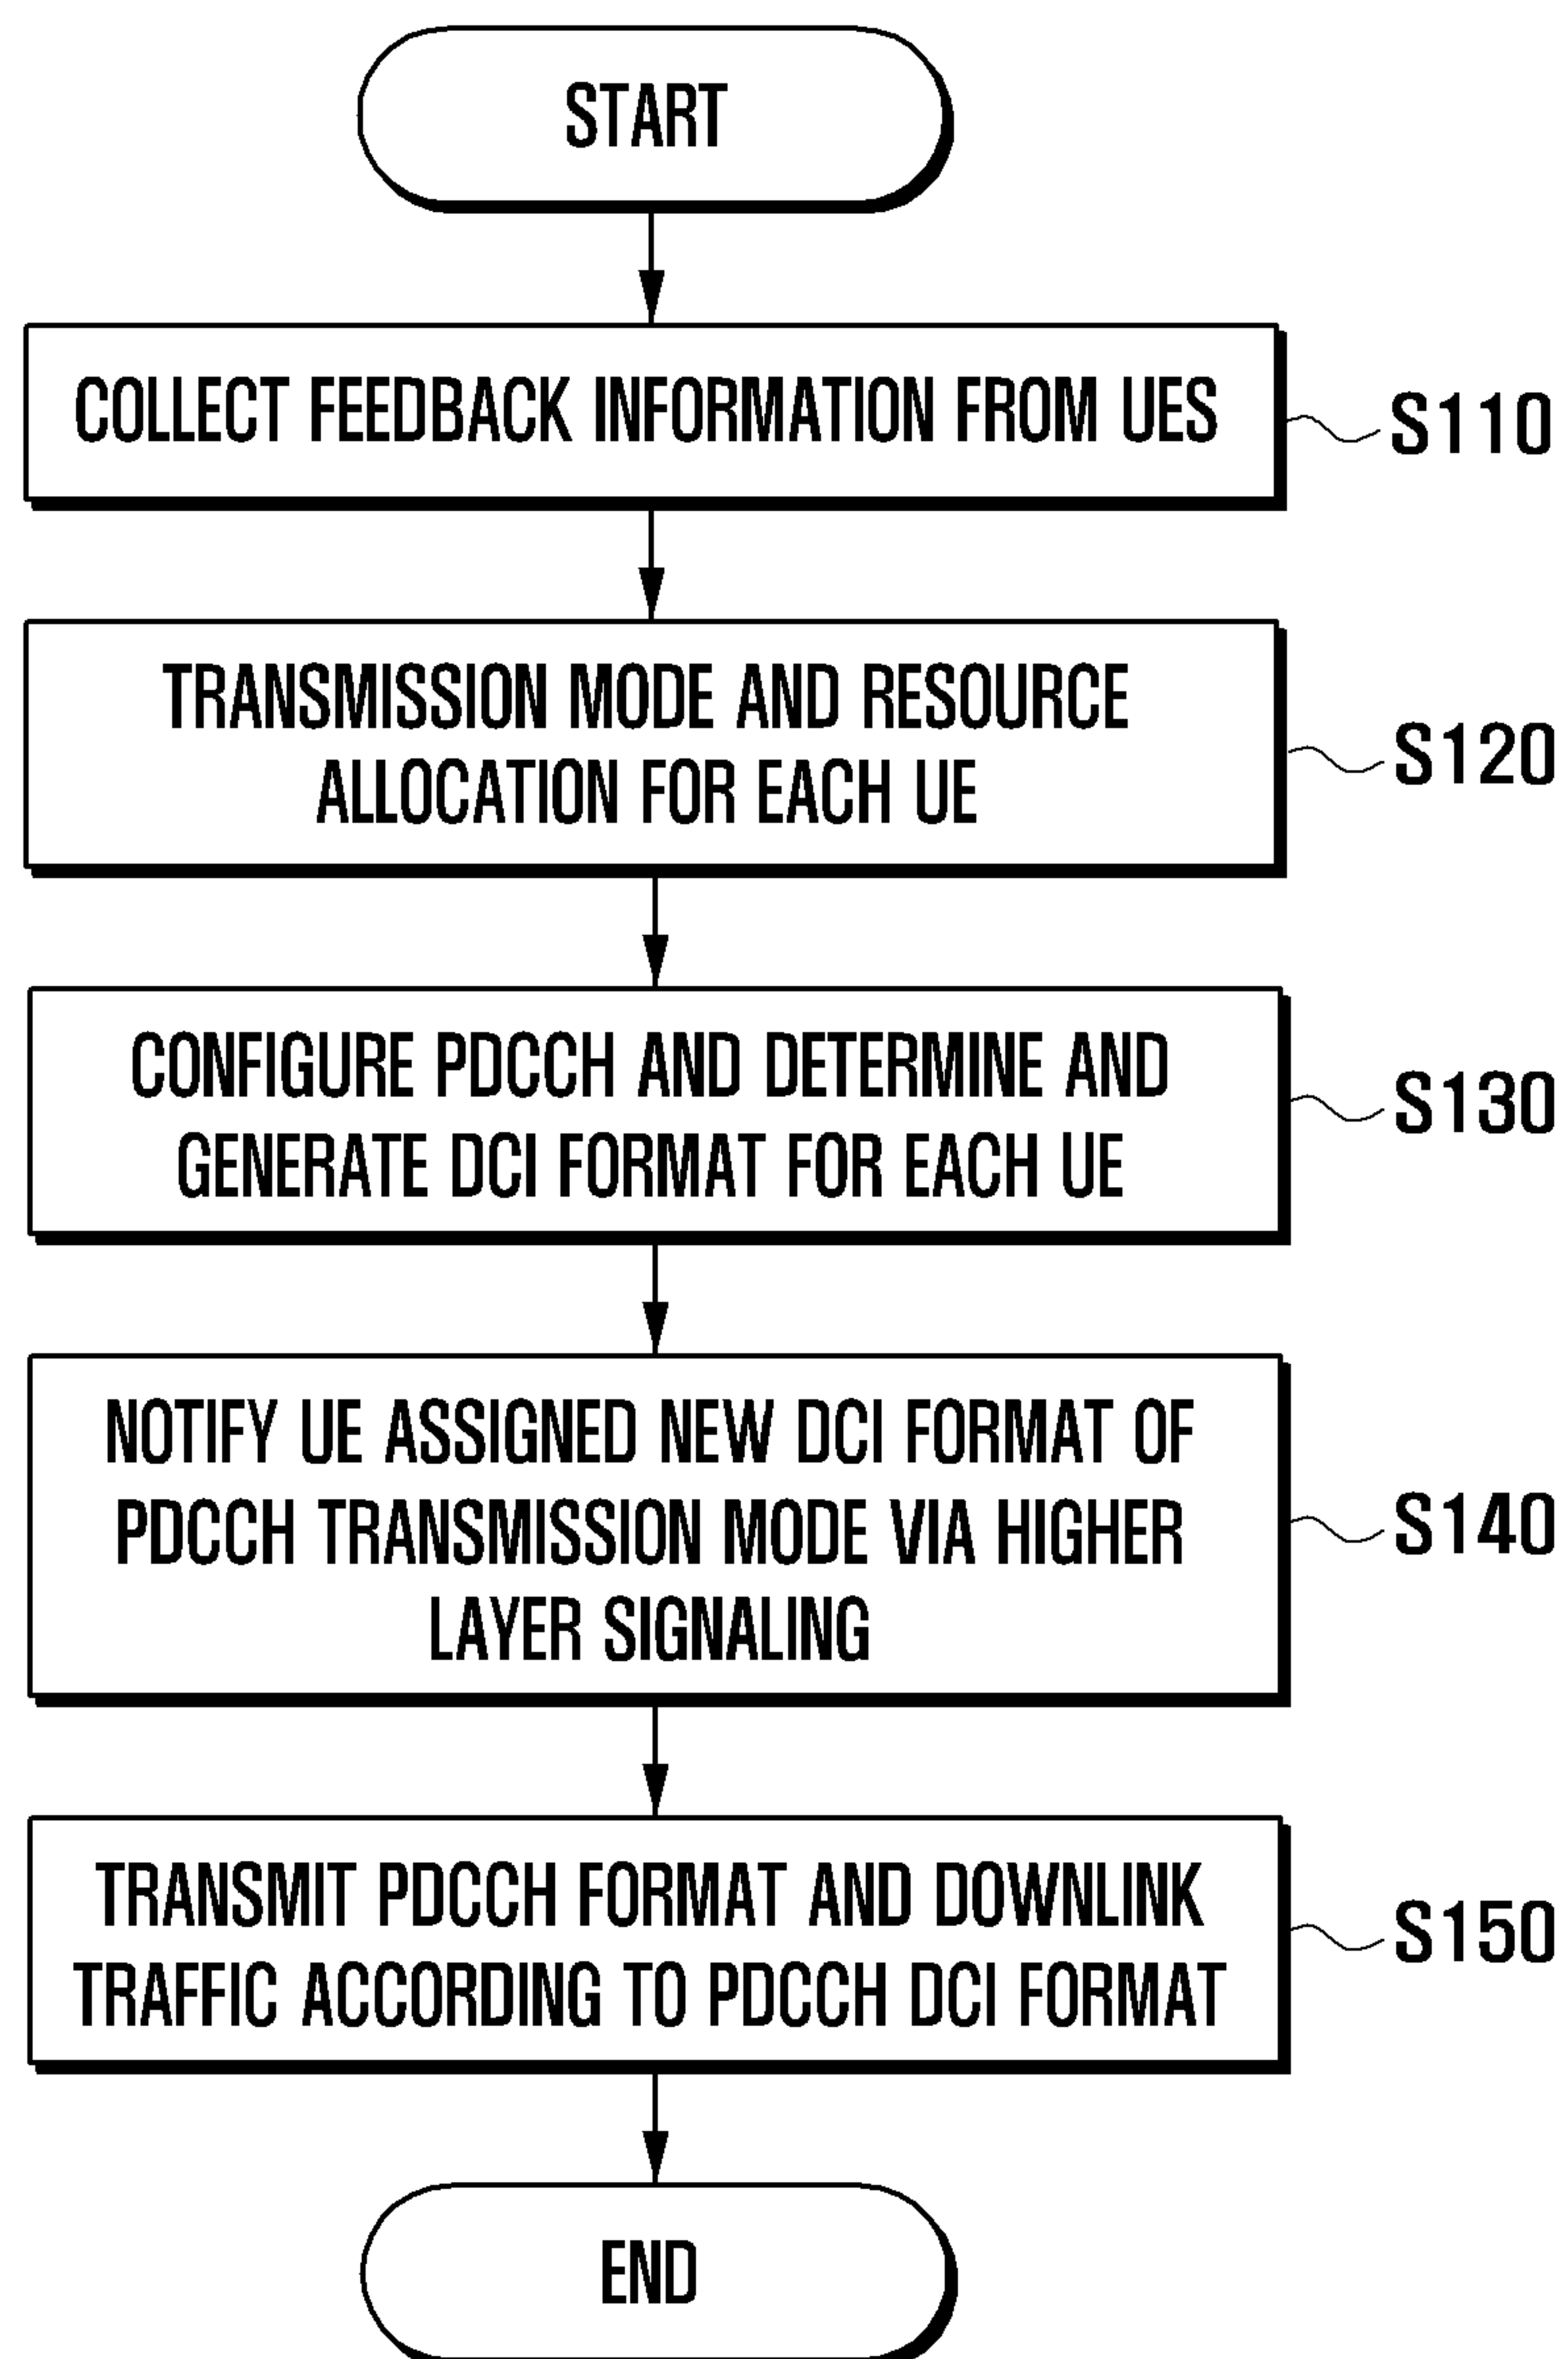 START
COLLECT FEEDBACK INFORMATION FROM UES
S110
TRANSMISSION MODE AND RESOURCE
ALLOCATION FOR EACH UE
S120
CONFIGURE PDCCH AND DETERMINE AND
GENERATE DCI FORMAT FOR EACH UE
S130
NOTIFY UE ASSIGNED NEW DCI FORMAT OF
PDCCH TRANSMISSION MODE VIA HIGHER
LAYER SIGNALING
S140
TRANSMIT PDCCH FORMAT AND DOWNLINK
TRAFFIC ACCORDING TO PDCCH DCI FORMAT
S150
END